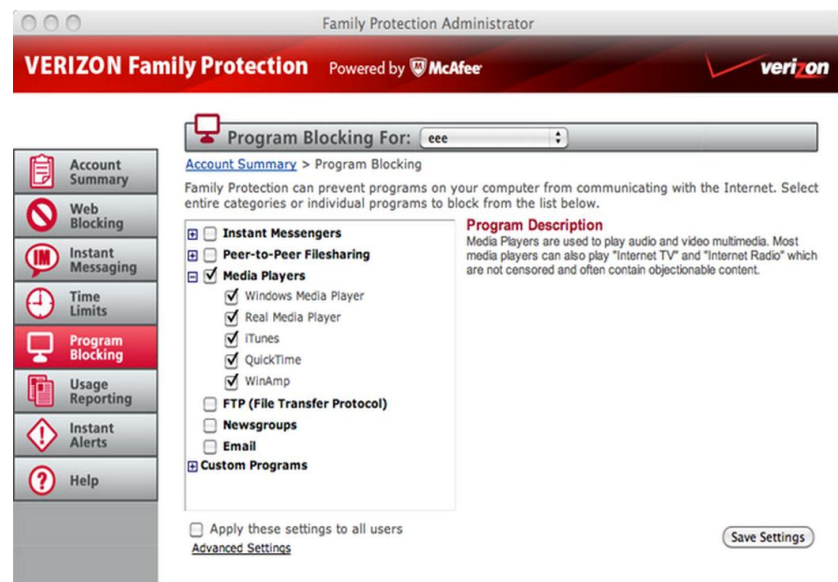 Family Protection Administrator
VERIZON Family Protection Powered by McAfee verizon
Program Blocking For: eee
Account Summary > Program Blocking
Family Protection can prevent programs on your computer from communicating with the Internet. Select
entire categories or individual programs to block from the list below.
Account
Summary
Web
Blocking
IM
Instant
Messaging
Time
Limits
Program
Blocking
Usage
Reporting
Instant
Alerts
Help
Instant Messengers
Peer-to-Peer Filesharing
Media Players
Windows Media Player
Real Media Player
iTunes
QuickTime
WinAmp
FTP (File Transfer Protocol)
Newsgroups
Email
Custom Programs
Program Description
Media Players are used to play audio and video multimedia. Most
media players can also play "Internet TV" and "Internet Radio" which
are not censored and often contain objectionable content.
Apply these settings to all users
Advanced Settings
Save Settings